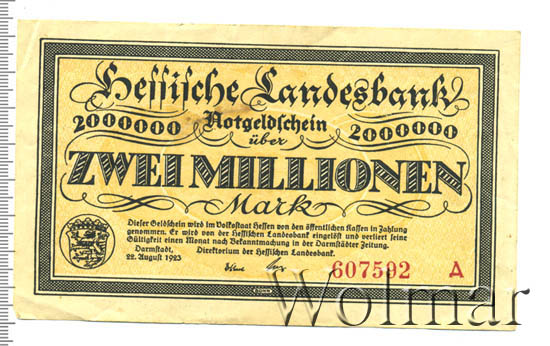 Hessische Landesbank
2000000 Notgeldschein 2000000
über
ZWEI MILLIONEN
Mark
Dieser Geldschein wird im Volksstaat Hessen von den öffentlichen Kassen in Zahlung
genommen. Er wird von der Hessischen Landesbank eingelöst und verliert seine
Gültigkeit einen Monat nach Bekanntmachung in der Darmstädter Zeitung.
Darmstadt, Direktorium der Hessischen Landesbank.
22. August 1923
607592 A
Wolmar